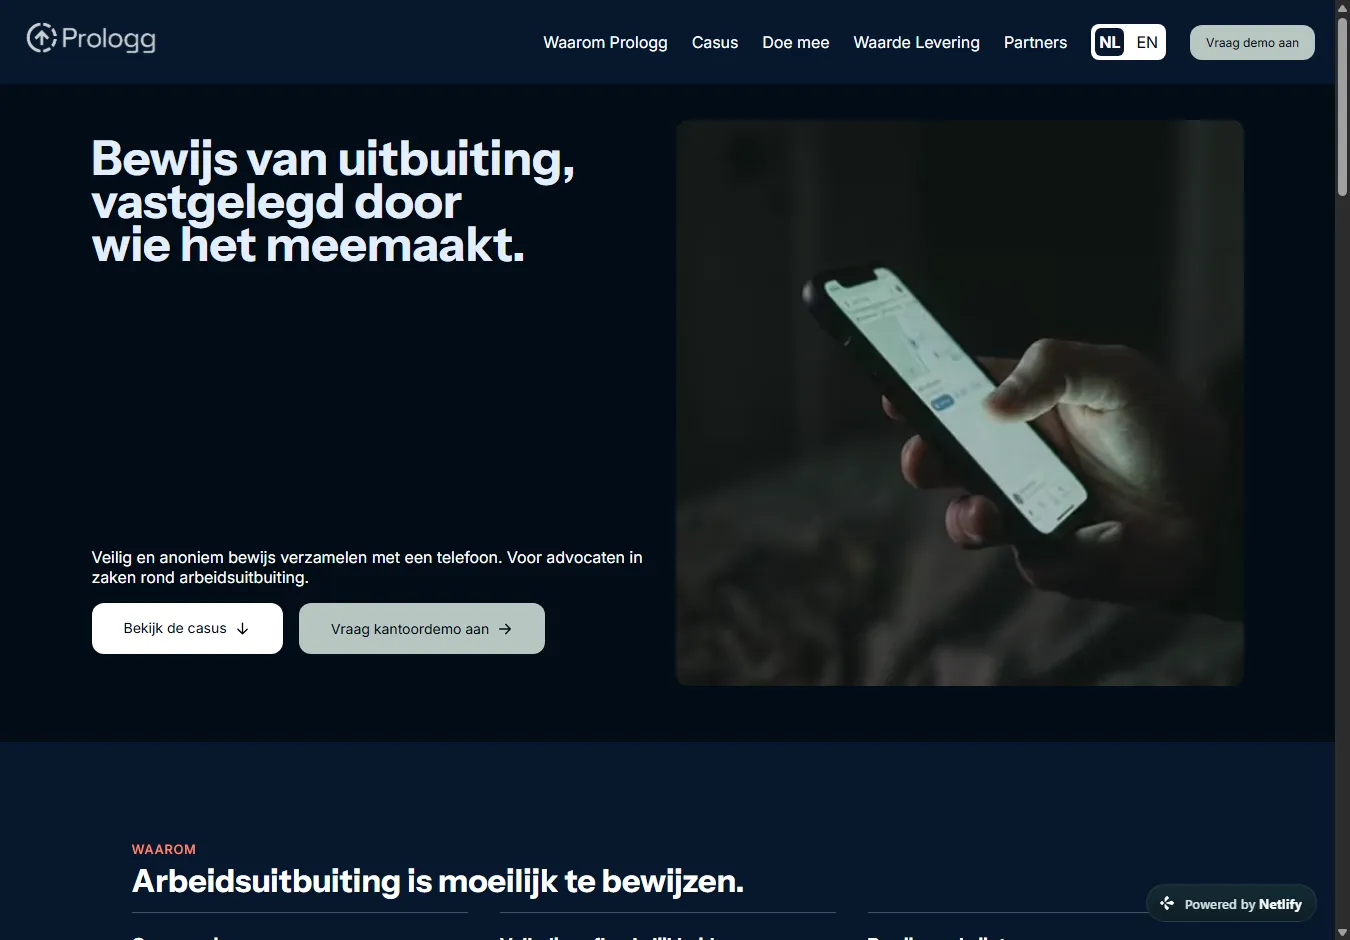 Prologg
Waarom Prologg
Casus
Doe mee
Waarde Levering
Partners
NL
EN
Vraag demo aan
Bewijs van uitbuiting,
vastgelegd door
wie het meemaakt.
Veilig en anoniem bewijs verzamelen met een telefoon. Voor advocaten in
zaken rond arbeidsuitbuiting.
Bekijk de casus ↓
Vraag kantoordemo aan →
WAAROM
Arbeidsuitbuiting is moeilijk te bewijzen.
Powered by Netlify